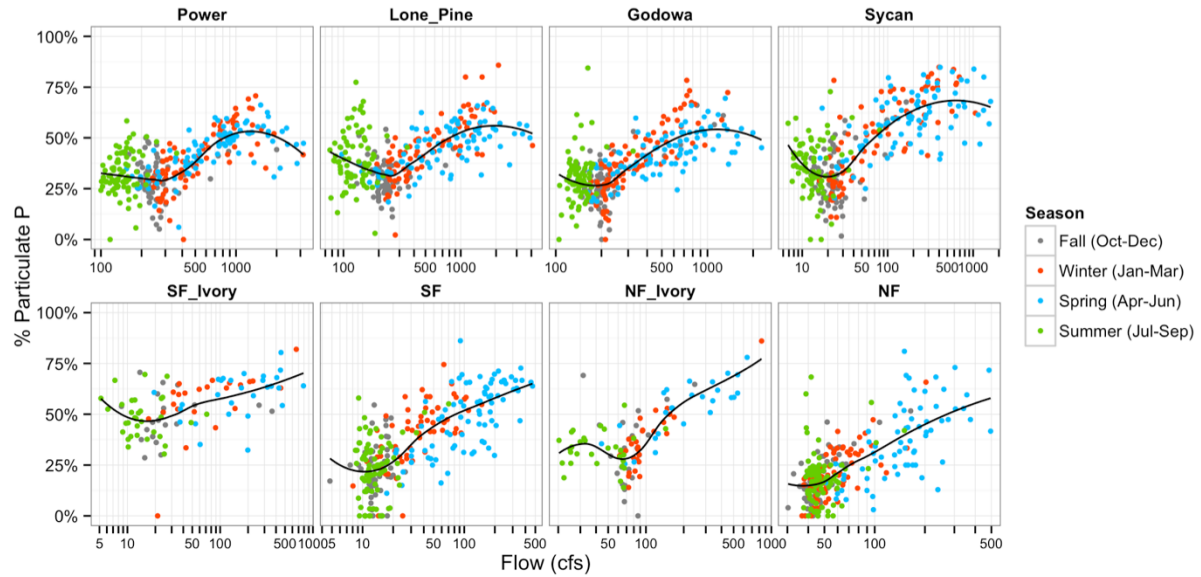 Power Lone_Pine Godowa Sycan
100%
75%
50%
25%
0%
100 500 1000 100 500 1000 100 500 1000 10 50 100 5001000
SF_Ivory SF NF_Ivory NF
100%
75%
50%
25%
0%
5 10 50 100 5001000 5 10 50 100 500 50 100 500 1000 50 100 500
% Particulate P
Flow (cfs)
Season
Fall (Oct-Dec)
Winter (Jan-Mar)
Spring (Apr-Jun)
Summer (Jul-Sep)